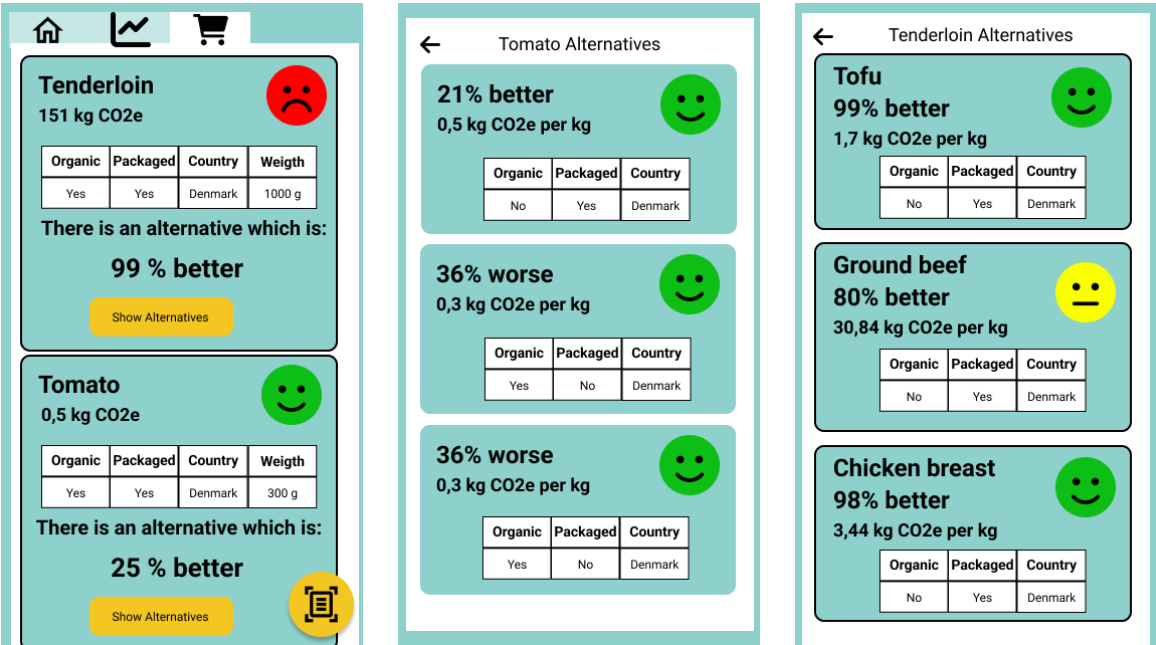 Tenderloin
151 kg CO2e
Organic Packaged Country Weigth
Yes Yes Denmark 1000 g
There is an alternative which is:
99 % better
Show Alternatives
Tomato
0,5 kg CO2e
Organic Packaged Country Weigth
Yes Yes Denmark 300 g
There is an alternative which is:
25 % better
Show Alternatives
Tomato Alternatives
21% better
0,5 kg CO2e per kg
Organic Packaged Country
No Yes Denmark
36% worse
0,3 kg CO2e per kg
Organic Packaged Country
Yes No Denmark
36% worse
0,3 kg CO2e per kg
Organic Packaged Country
Yes No Denmark
Tenderloin Alternatives
Tofu
99% better
1,7 kg CO2e per kg
Organic Packaged Country
No Yes Denmark
Ground beef
80% better
30,84 kg CO2e per kg
Organic Packaged Country
No Yes Denmark
Chicken breast
98% better
3,44 kg CO2e per kg
Organic Packaged Country
No Yes Denmark